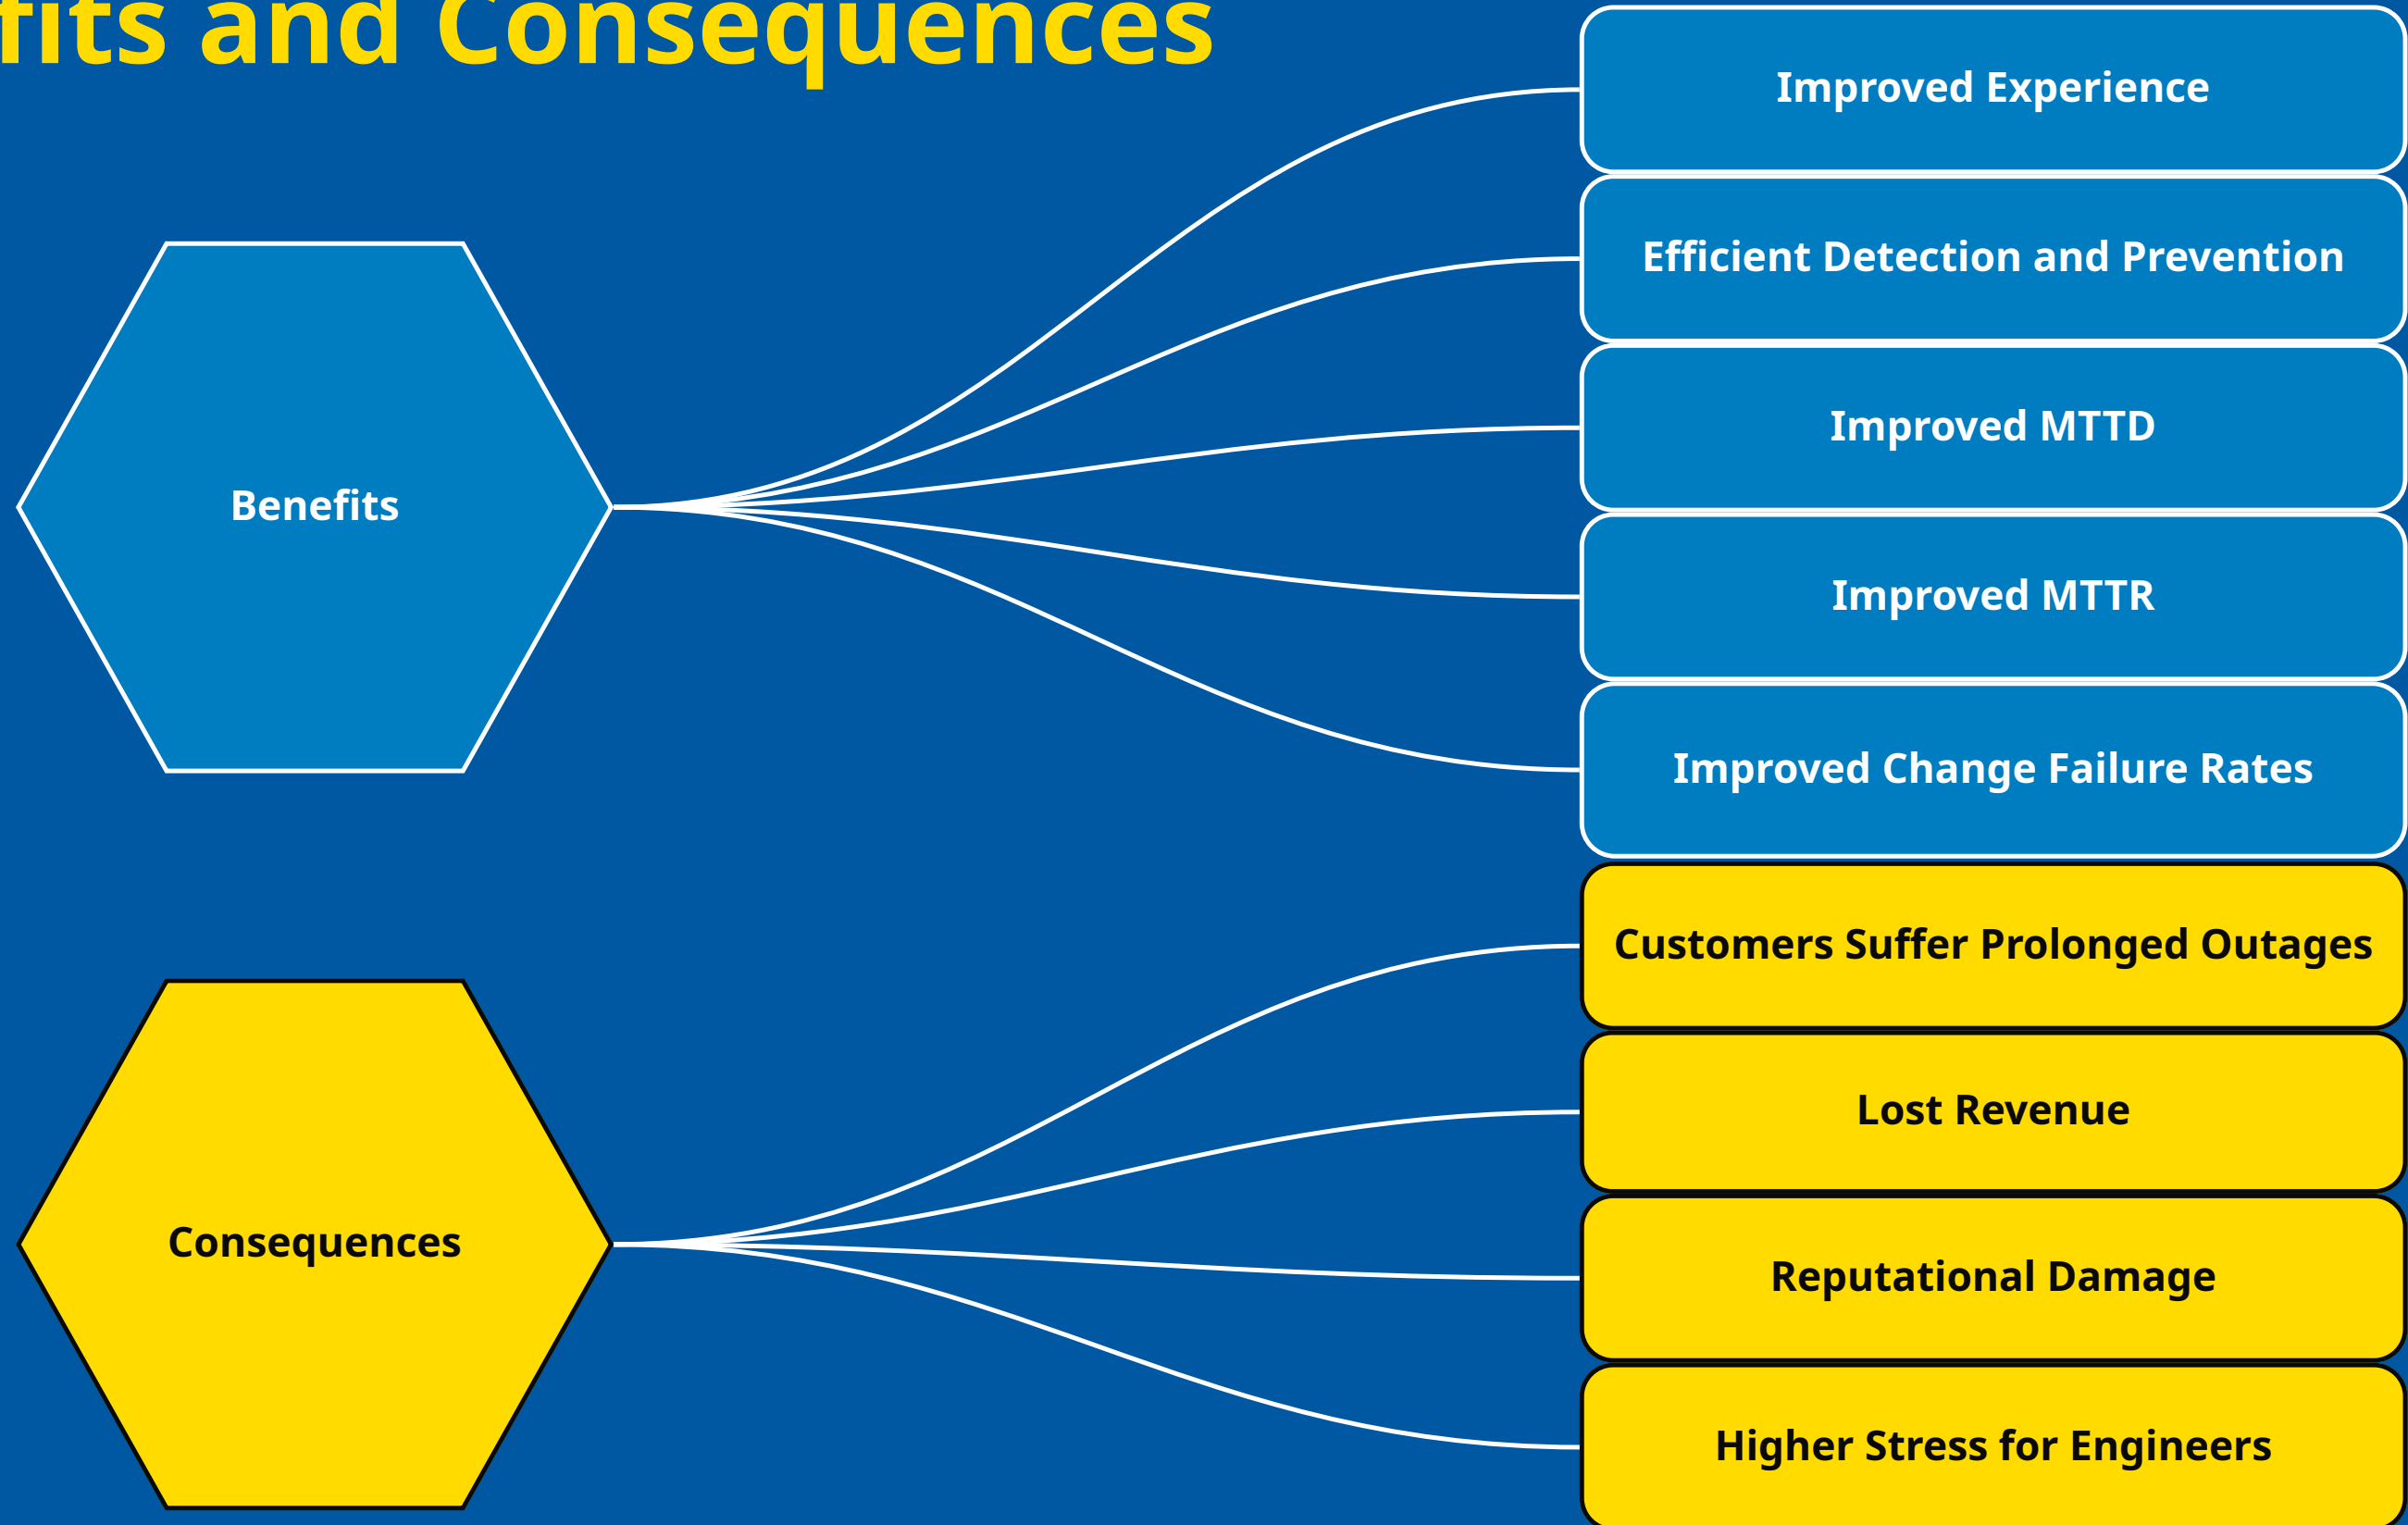 fits and Consequences
Improved Experience
Efficient Detection and Prevention
Improved MTTD
Benefits
Improved MTTR
Improved Change Failure Rates
Customers Suffer Prolonged Outages
Lost Revenue
Consequences
Reputational Damage
Higher Stress for Engineers